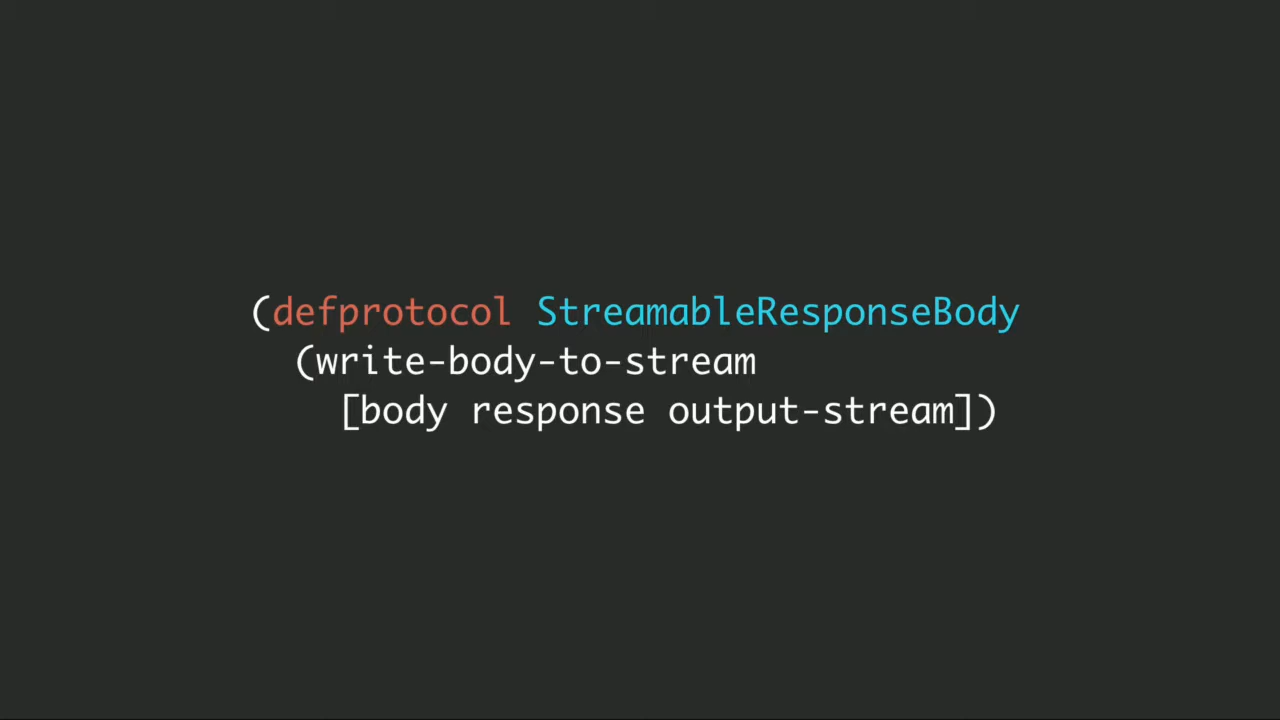 (defprotocol StreamableResponseBody
(write-body-to-stream
[body response output-stream])